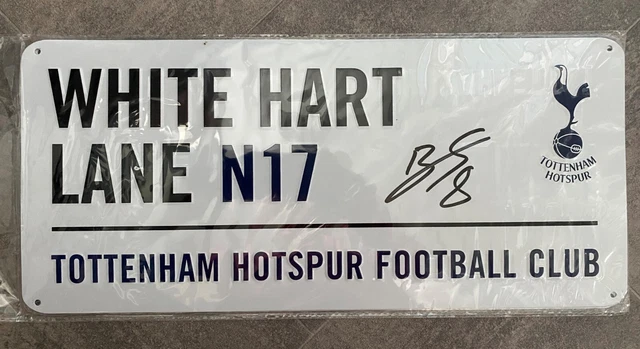 WHITE HART
LANE N17
TOTTENHAM
HOTSPUR
TOTTENHAM HOTSPUR FOOTBALL CLUB